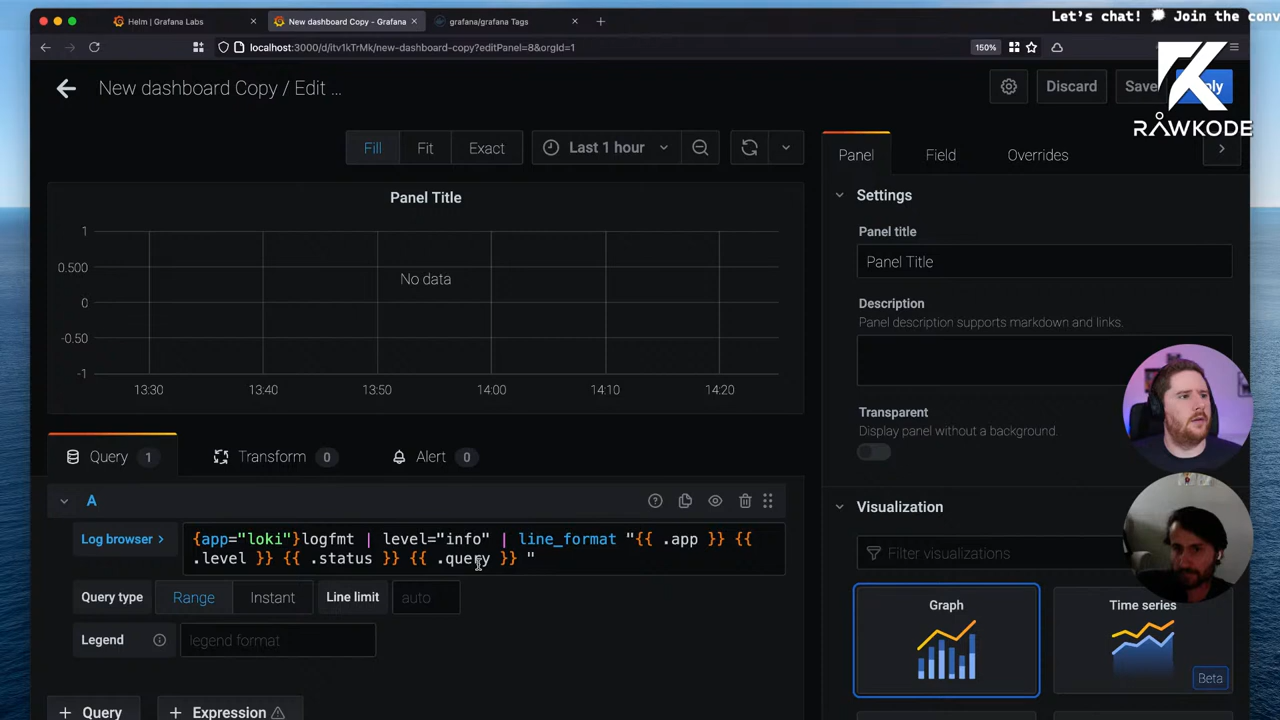 Let's chat! Join the conv
Helm | Grafana Labs
New dashboard Copy - Grafana
grafana/grafana Tags
localhost:3000/d/itv1kTrMk/new-dashboard-copy?editPanel=8&orgId=1
150%
New dashboard Copy / Edit ...
Discard
Save
RAWKODE
Fill
Fit
Exact
Last 1 hour
Panel
Field
Overrides
Panel Title
1
0.500
0
-0.50
-1
No data
13:30
13:40
13:50
14:00
14:10
14:20
Settings
Panel title
Panel Title
Description
Panel description supports markdown and links.
Transparent
Display panel without a background.
Query 1
Transform 0
Alert 0
A
Log browser >
{app="loki"}logfmt | level="info" | line_format "{{ .app }} {{
.level }} {{ .status }} {{ .query }} "
Query type
Range
Instant
Line limit
auto
Legend
legend format
+ Query
+ Expression
Visualization
Filter visualizations
Graph
Time series
Beta